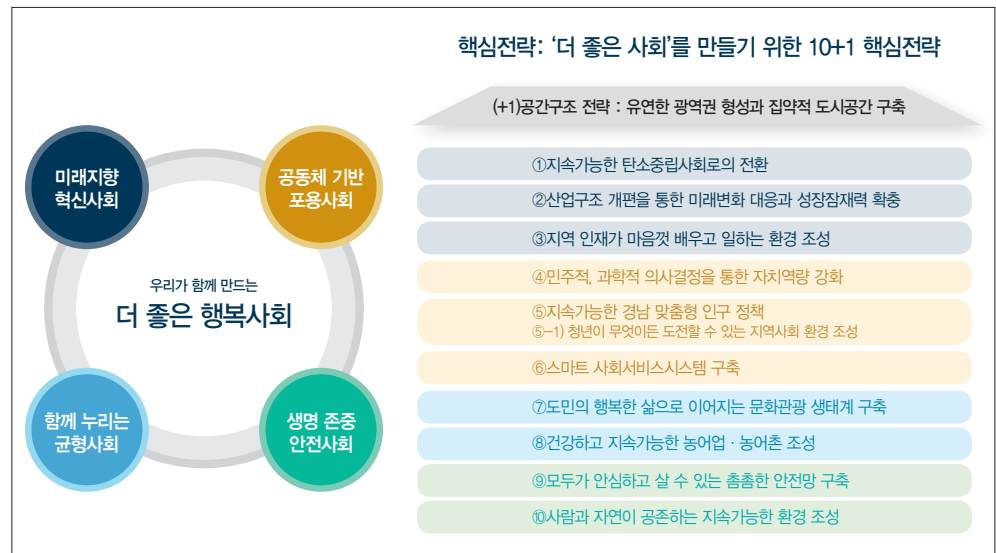 핵심전략: ‘더 좋은 사회’를 만들기 위한 10+1 핵심전략
(+1)공간구조 전략 : 유연한 광역권 형성과 집약적 도시공간 구축
미래지향
혁신사회
공동체 기반
포용사회
우리가 함께 만드는
더 좋은 행복사회
함께 누리는
균형사회
생명 존중
안전사회
①지속가능한 탄소중립사회로의 전환
②산업구조 개편을 통한 미래변화 대응과 성장잠재력 확충
③지역 인재가 마음껏 배우고 일하는 환경 조성
④민주적, 과학적 의사결정을 통한 자치역량 강화
⑤지속가능한 경남 맞춤형 인구 정책
⑤-1) 청년이 무엇이든 도전할 수 있는 지역사회 환경 조성
⑥스마트 사회서비스시스템 구축
⑦도민의 행복한 삶으로 이어지는 문화관광 생태계 구축
⑧건강하고 지속가능한 농어업 · 농어촌 조성
⑨모두가 안심하고 살 수 있는 촘촘한 안전망 구축
⑩사람과 자연이 공존하는 지속가능한 환경 조성